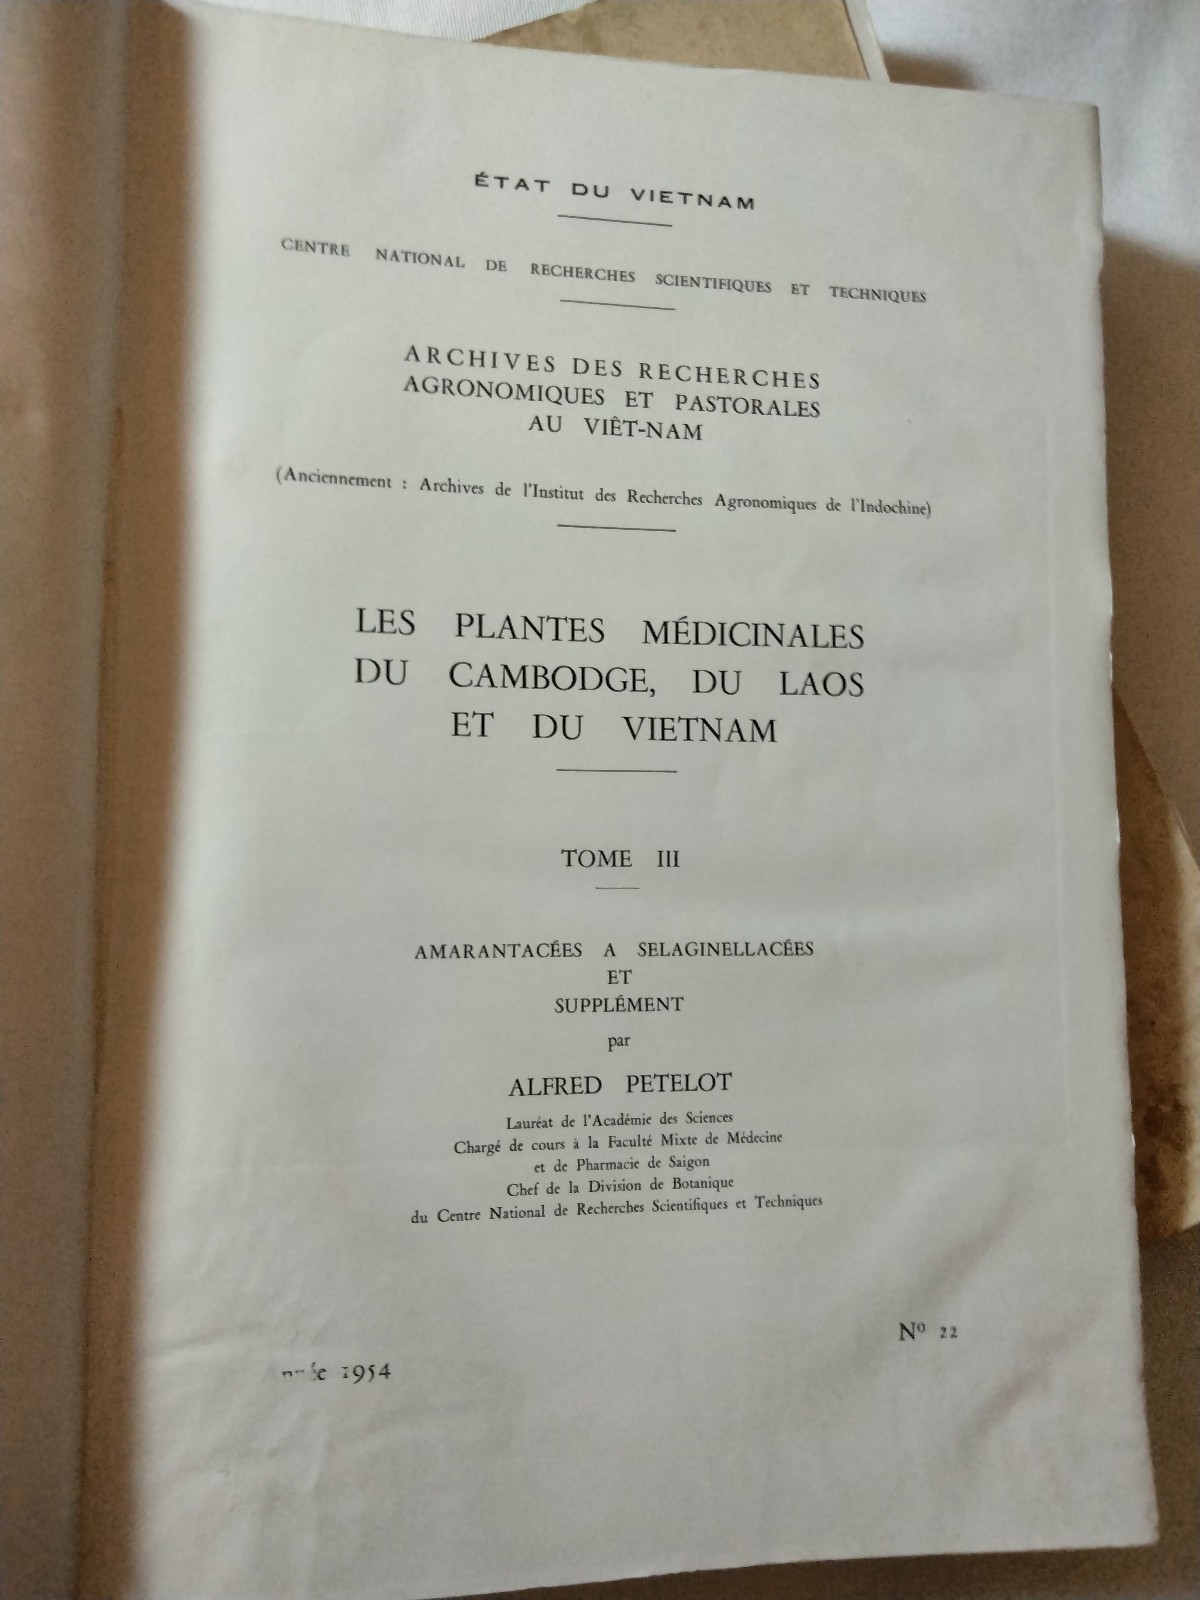 ÉTAT DU VIETNAM
CENTRE NATIONAL DE RECHERCHES SCIENTIFIQUES ET TECHNIQUES
ARCHIVES DES RECHERCHES
AGRONOMIQUES ET PASTORALES
AU VIÊT-NAM
(Anciennement : Archives de l'Institut des Recherches Agronomiques de l'Indochine)
LES PLANTES MÉDICINALES
DU CAMBODGE, DU LAOS
ET DU VIETNAM
TOME III
AMARANTACÉES A SELAGINELLACÉES
ET
SUPPLÉMENT
par
ALFRED PETELOT
Lauréat de l'Académie des Sciences
Chargé de cours à la Faculté Mixte de Médecine
et de Pharmacie de Saigon
Chef de la Division de Botanique
du Centre National de Recherches Scientifiques et Techniques
Nº 22
1954